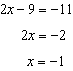 2x − 9 = −11
2x = −2
x = −1